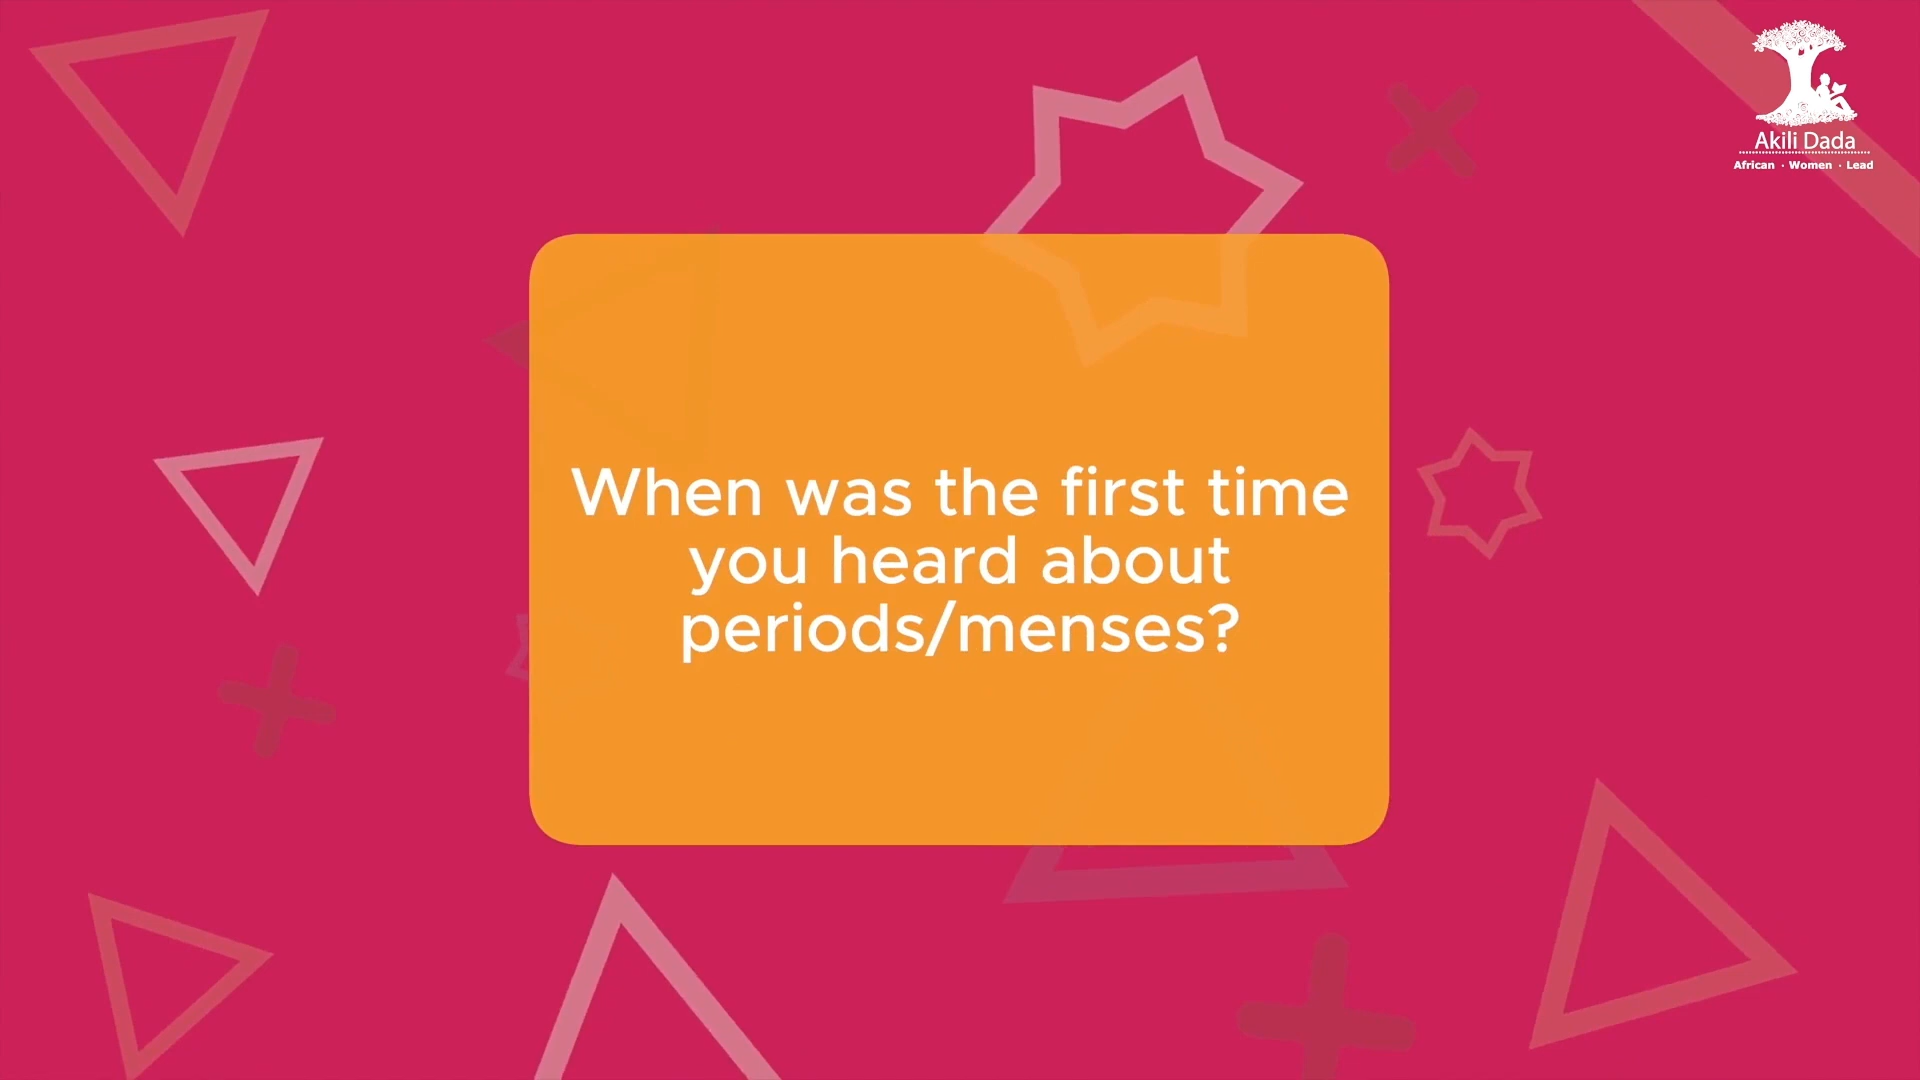 Akili Dada
African · Women · Lead
When was the first time
you heard about
periods/menses?